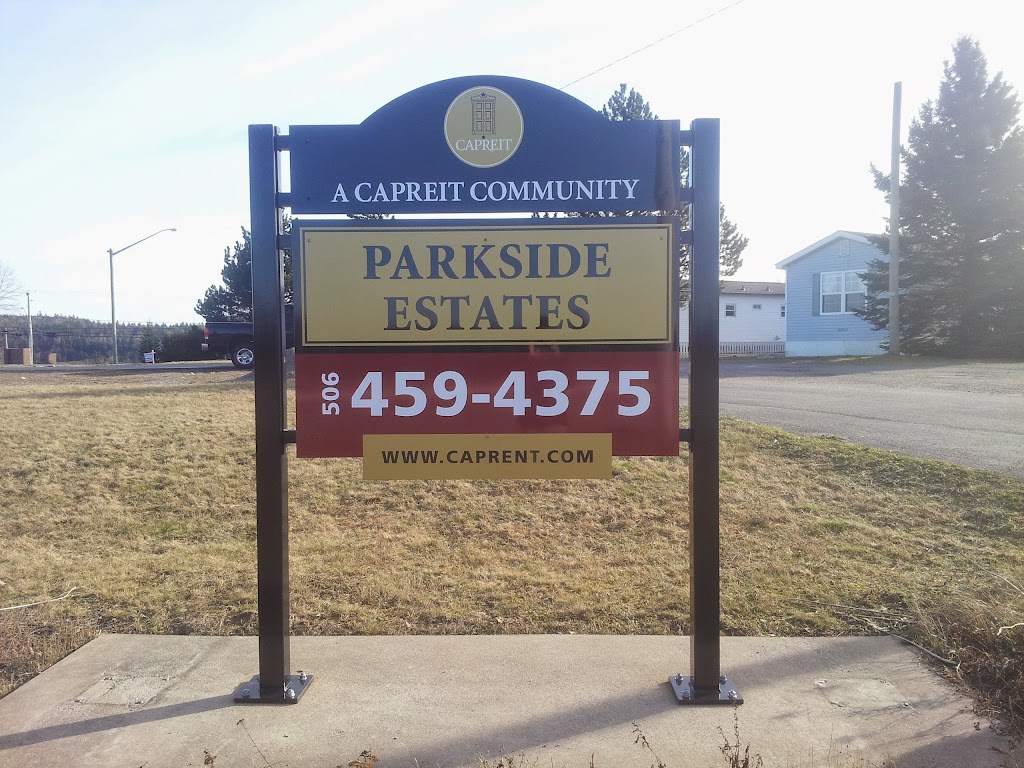 CAPREIT
A CAPREIT COMMUNITY
PARKSIDE
ESTATES
506 459-4375
WWW.CAPRENT.COM